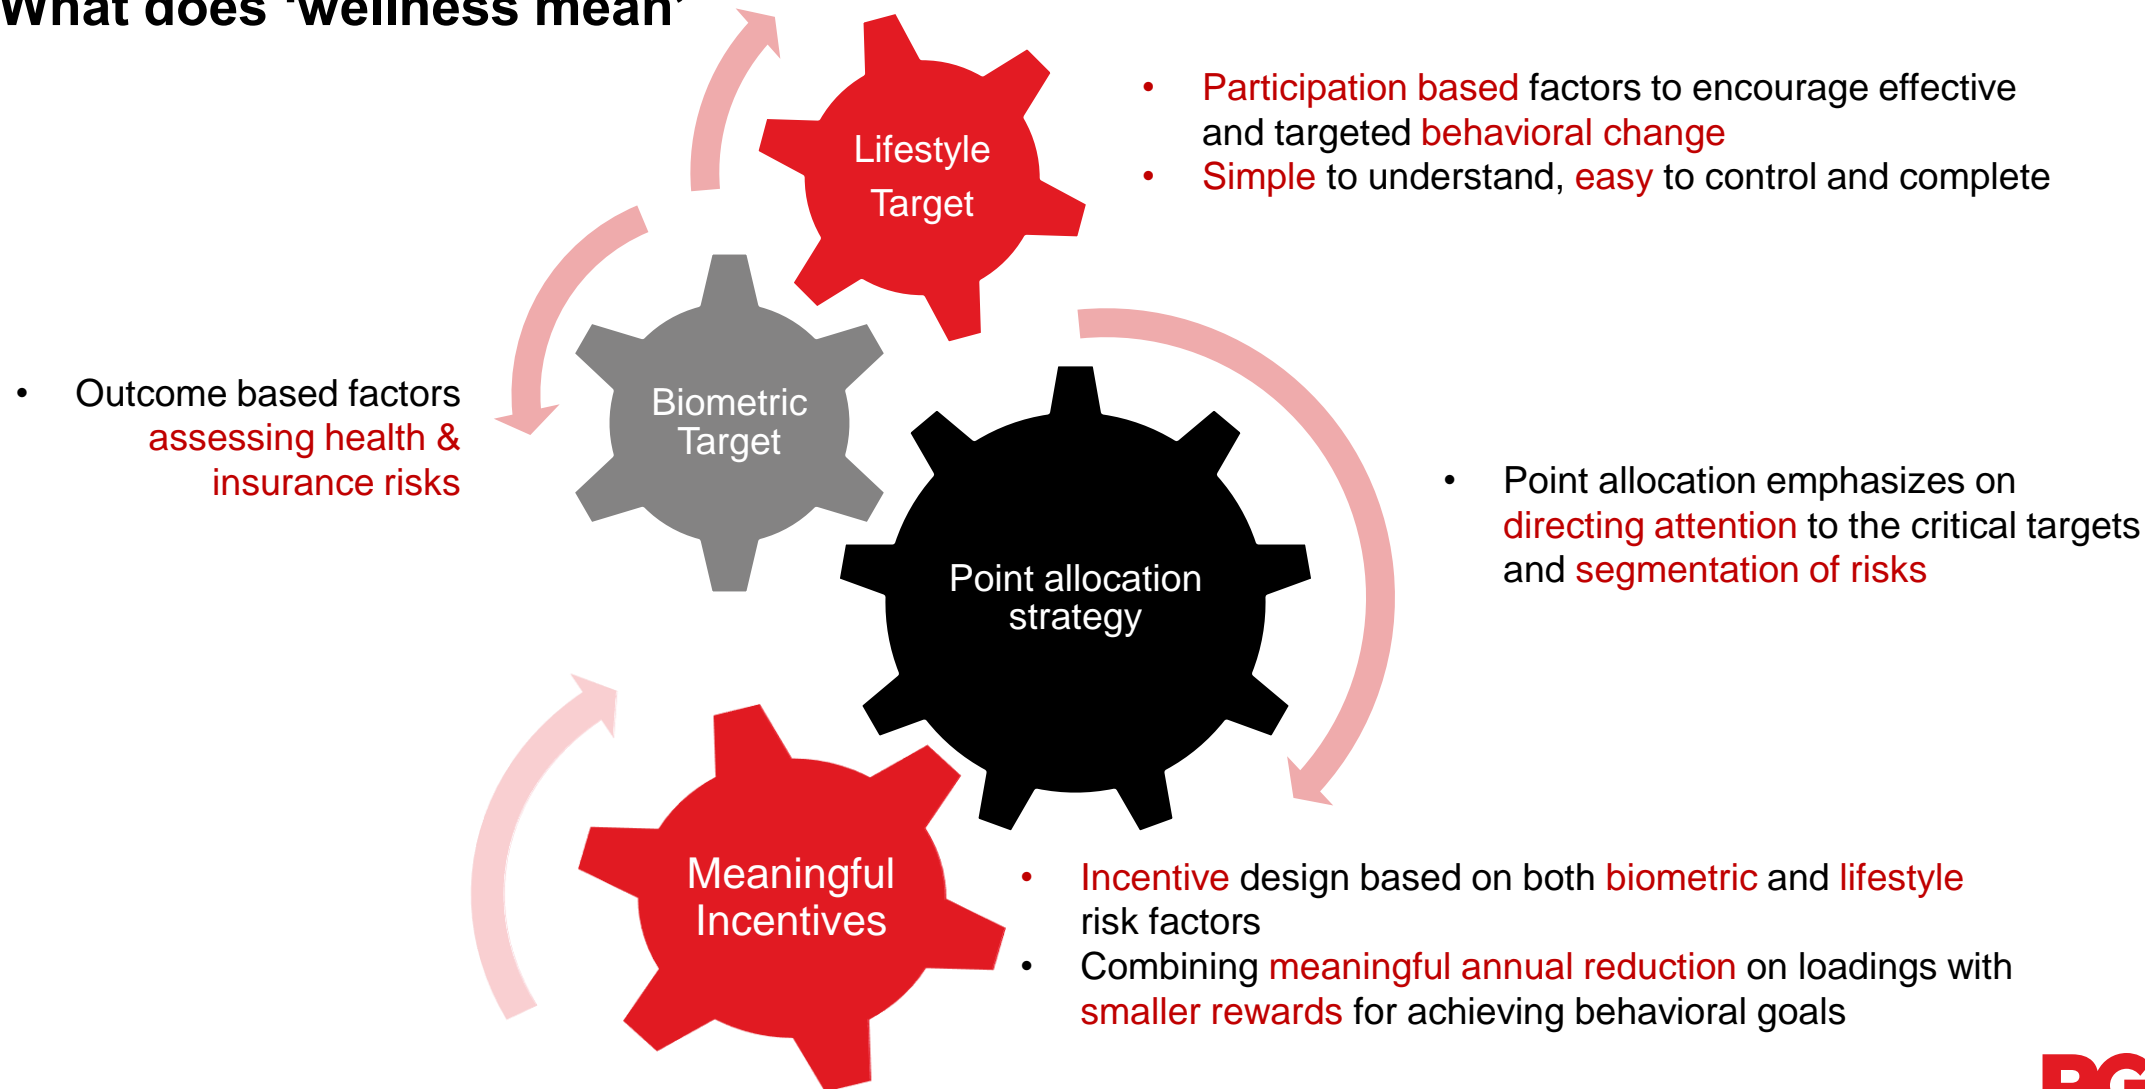 What does ‘wellness mean’
Lifestyle
Target
• Participation based factors to encourage effective
and targeted behavioral change
• Simple to understand, easy to control and complete
• Outcome based factors
assessing health &
insurance risks
Biometric
Target
Point allocation
strategy
• Point allocation emphasizes on
directing attention to the critical targets
and segmentation of risks
Meaningful
Incentives
• Incentive design based on both biometric and lifestyle
risk factors
• Combining meaningful annual reduction on loadings with
smaller rewards for achieving behavioral goals